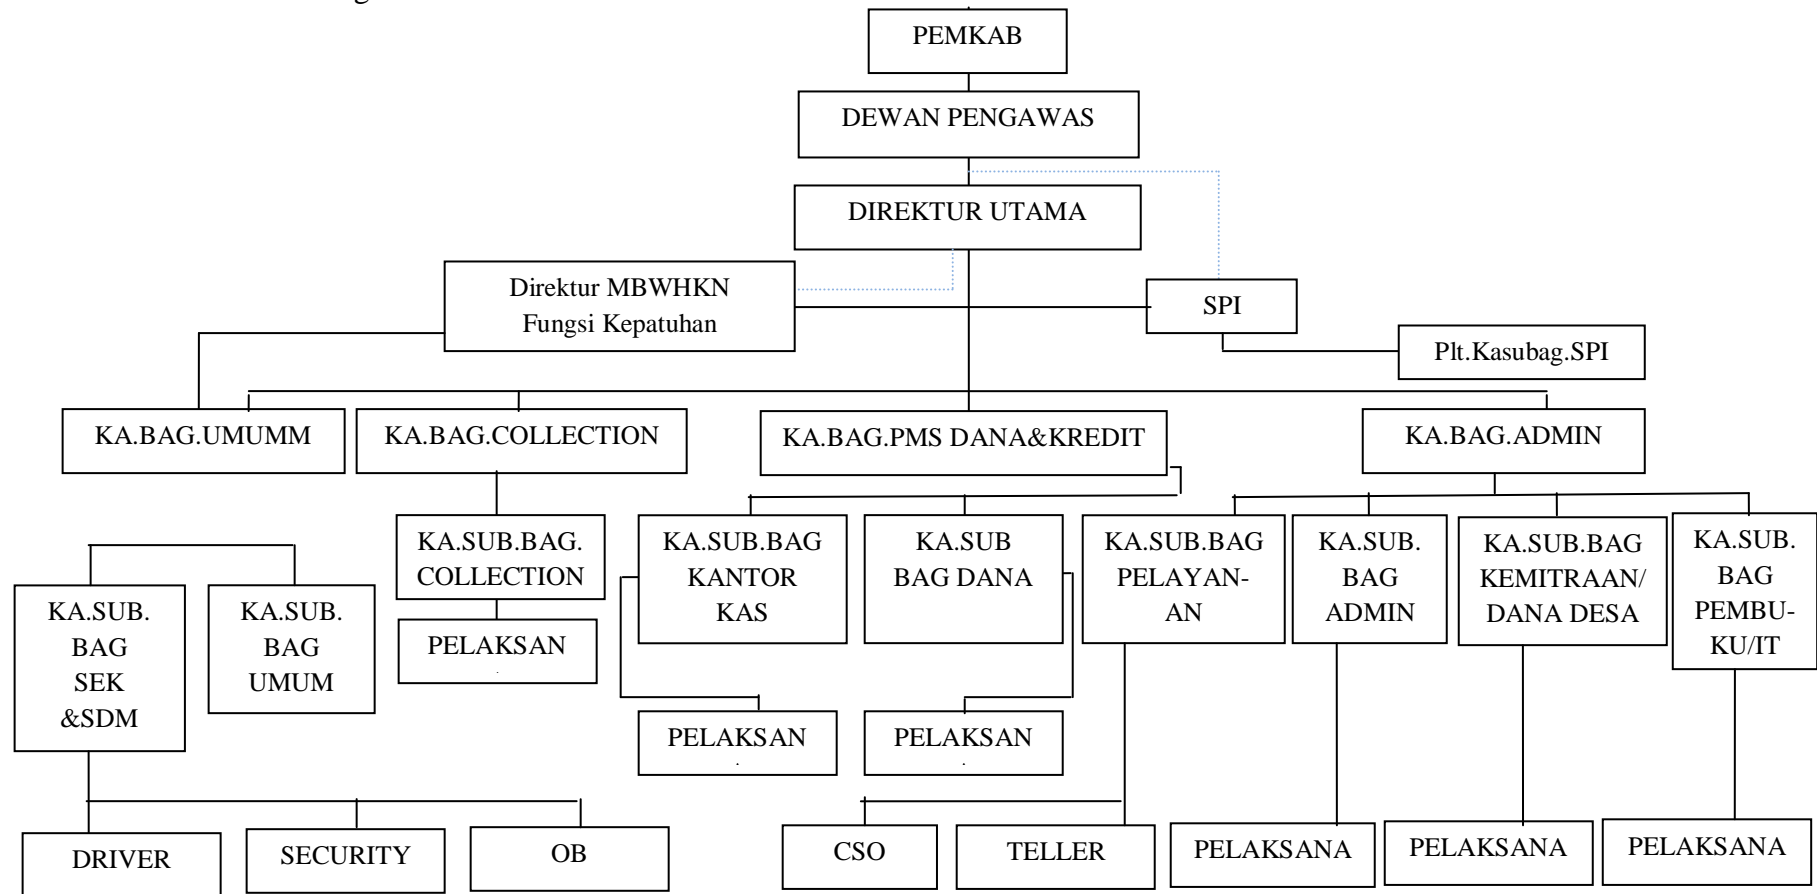 g
PEMKAB
DEWAN PENGAWAS
DIREKTUR UTAMA
Direktur MBWHKN
Fungsi Kepatuhan
SPI
Plt.Kasubag.SPI
KA.BAG.UMUMM
KA.BAG.COLLECTION
KA.BAG.PMS DANA&KREDIT
KA.BAG.ADMIN
KA.SUB.
BAG
SEK
&SDM
KA.SUB.
BAG
UMUM
KA.SUB.BAG.
COLLECTION
PELAKSAN
KA.SUB.BAG
KANTOR
KAS
KA.SUB
BAG DANA
KA.SUB.BAG
PELAYAN-
AN
KA.SUB.
BAG
ADMIN
KA.SUB.BAG
KEMITRAAN/
DANA DESA
KA.SUB.
BAG
PEMBU-
KU/IT
PELAKSAN
PELAKSAN
DRIVER
SECURITY
OB
CSO
TELLER
PELAKSANA
PELAKSANA
PELAKSANA